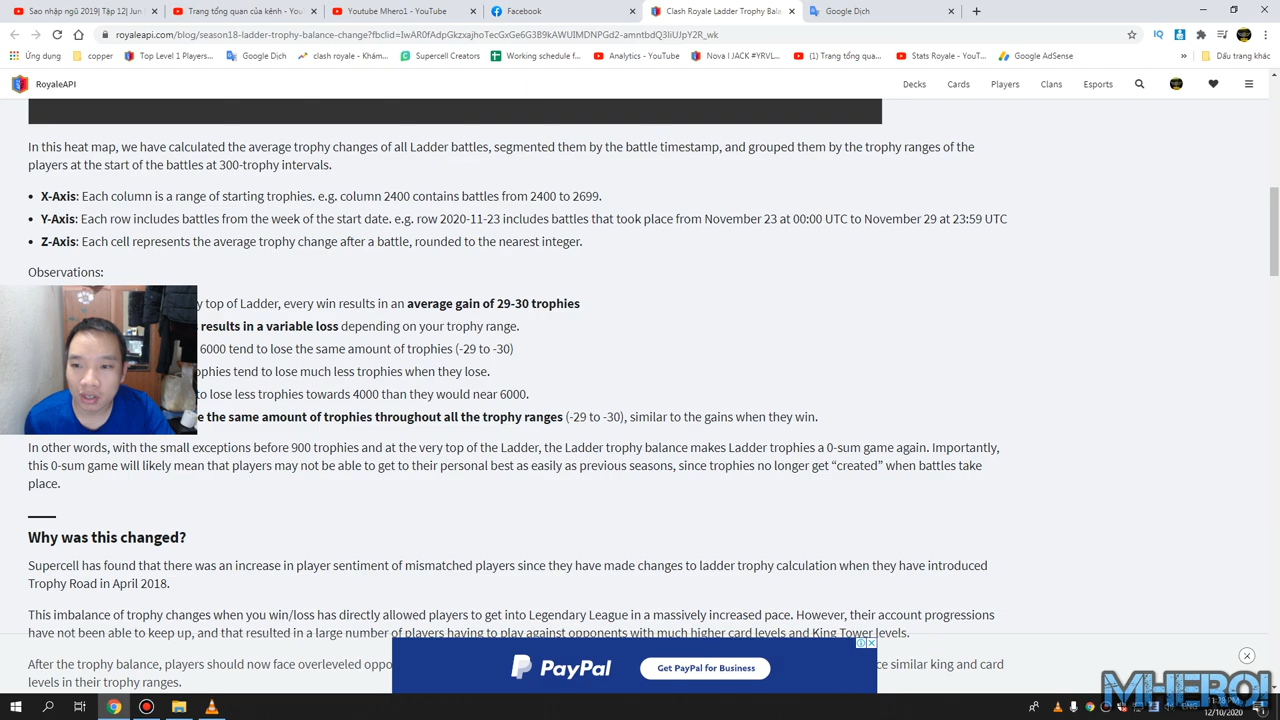 Sao nhập ngũ 2019| Tập 12| Jun
Trang tổng quan của kênh - You
Youtube Mhero1 - YouTube
Facebook
Clash Royale Ladder Trophy Bala
Google Dịch
royaleapi.com/blog/season18-ladder-trophy-balance-change?fbclid=IwAR0fAdpGkzxajhoTecGxGe6G3B9kAWUIMDNPGd2-amntbdQ3IiUJpY2R_wk
Ứng dụng
copper
Top Level 1 Players...
Google Dịch
clash royale - Khám...
Supercell Creators
Working schedule f...
Analytics - YouTube
Nova l JACK #YRVL...
(1) Trang tổng quan...
Stats Royale - YouT...
Google AdSense
»
Dấu trang khác
RoyaleAPI
Decks
Cards
Players
Clans
Esports
In this heat map, we have calculated the average trophy changes of all Ladder battles, segmented them by the battle timestamp, and grouped them by the trophy ranges of the
players at the start of the battles at 300-trophy intervals.
• X-Axis: Each column is a range of starting trophies. e.g. column 2400 contains battles from 2400 to 2699.
• Y-Axis: Each row includes battles from the week of the start date. e.g. row 2020-11-23 includes battles that took place from November 23 at 00:00 UTC to November 29 at 23:59 UTC
• Z-Axis: Each cell represents the average trophy change after a battle, rounded to the nearest integer.
Observations:
y top of Ladder, every win results in an average gain of 29-30 trophies
results in a variable loss depending on your trophy range.
6000 tend to lose the same amount of trophies (-29 to -30)
ophies tend to lose much less trophies when they lose.
to lose less trophies towards 4000 than they would near 6000.
e the same amount of trophies throughout all the trophy ranges (-29 to -30), similar to the gains when they win.
In other words, with the small exceptions before 900 trophies and at the very top of the Ladder, the Ladder trophy balance makes Ladder trophies a 0-sum game again. Importantly,
this 0-sum game will likely mean that players may not be able to get to their personal best as easily as previous seasons, since trophies no longer get “created” when battles take
place.
Why was this changed?
Supercell has found that there was an increase in player sentiment of mismatched players since they have made changes to ladder trophy calculation when they have introduced
Trophy Road in April 2018.
This imbalance of trophy changes when you win/loss has directly allowed players to get into Legendary League in a massively increased pace. However, their account progressions
have not been able to keep up, and that resulted in a large number of players having to play against opponents with much higher card levels and King Tower levels.
After the trophy balance, players should now face overleveled oppo
ce similar king and card
levels in their trophy ranges.
PayPal
Get PayPal for Business
MHERO1
ENG
11:28 PM
12/10/2020